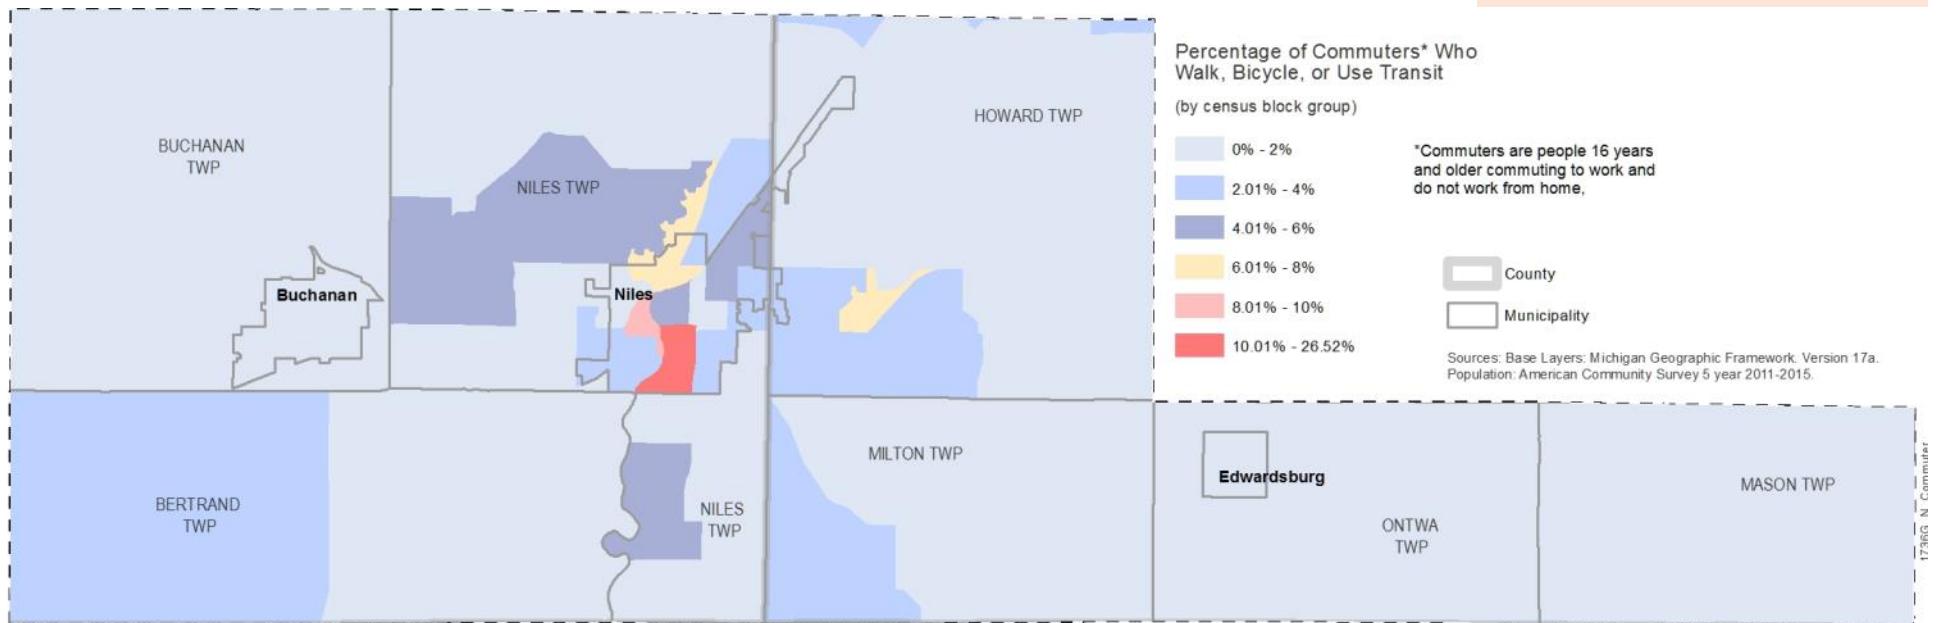 BUCHANAN
TWP
NILES TWP
HOWARD TWP
Buchanan
Niles
BERTRAND
TWP
NILES
TWP
MILTON TWP
Edwardsburg
ONTWA
TWP
MASON TWP
Percentage of Commuters* Who
Walk, Bicycle, or Use Transit
(by census block group)
0% - 2%
2.01% - 4%
4.01% - 6%
6.01% - 8%
8.01% - 10%
10.01% - 26.52%
*Commuters are people 16 years
and older commuting to work and
do not work from home,
County
Municipality
Sources: Base Layers: Michigan Geographic Framework. Version 17a.
Population: American Community Survey 5 year 2011-2015.
1736G_N_Commuter